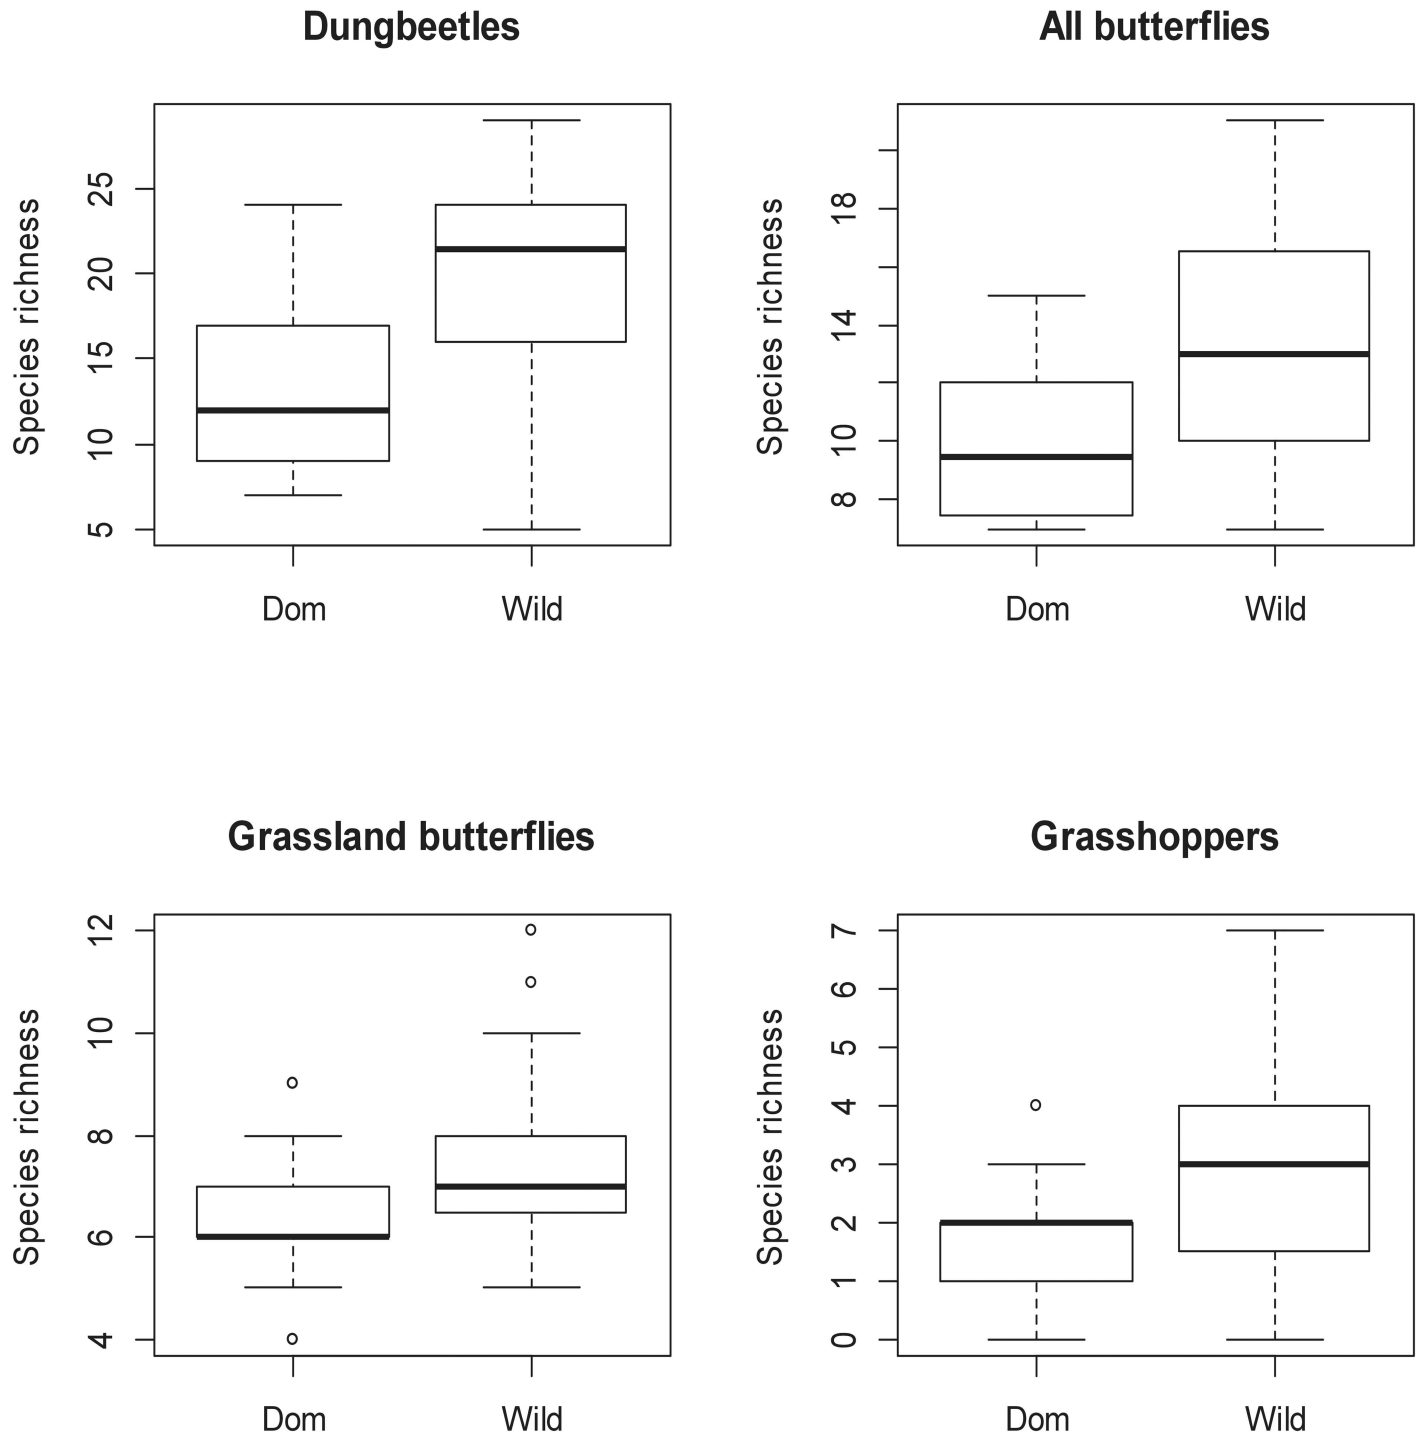 Dungbeetles
Species richness
25
20
15
10
5
Dom Wild
All butterflies
Species richness
18
14
10
8
Dom Wild
Grassland butterflies
Species richness
12
10
8
6
4
Dom Wild
Grasshoppers
Species richness
7
6
5
4
3
2
1
0
Dom Wild